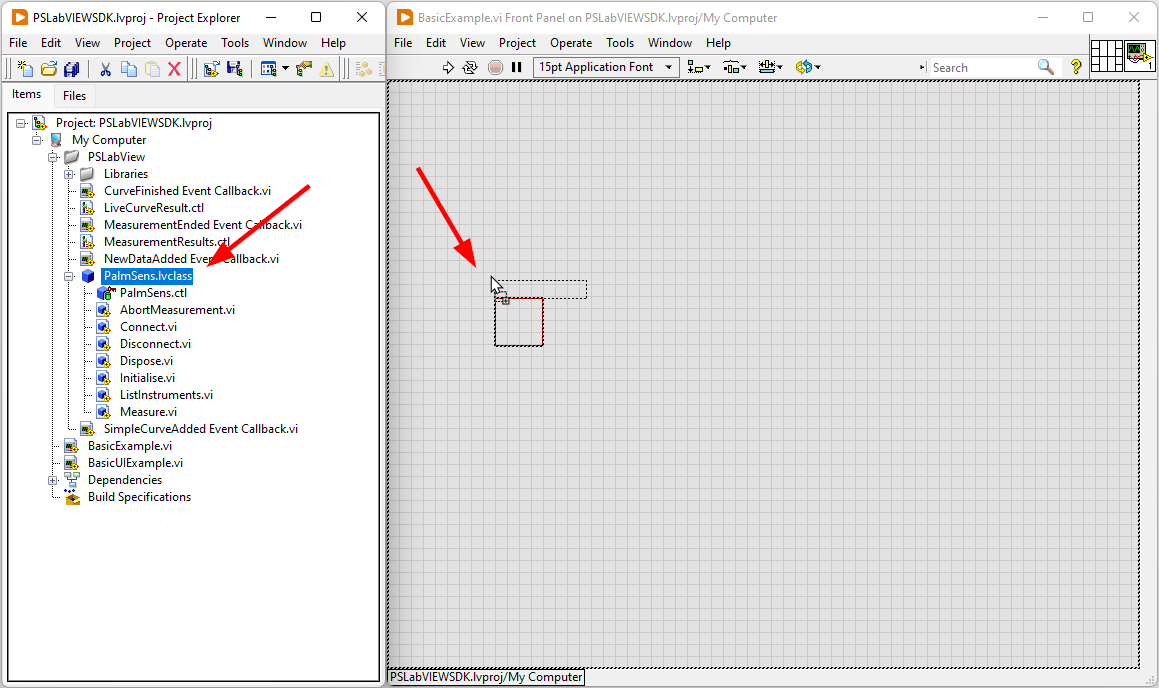 PSLabVIEWSDK.lvproj - Project Explorer
File Edit View Project Operate Tools Window Help
Items Files
Project: PSLabVIEWSDK.lvproj
My Computer
PSLabView
Libraries
CurveFinished Event Callback.vi
LiveCurveResult.ctl
MeasurementEnded Event Callback.vi
MeasurementResults.ctl
NewDataAdded Event Callback.vi
PalmSens.lvclass
PalmSens.ctl
AbortMeasurement.vi
Connect.vi
Disconnect.vi
Dispose.vi
Initialise.vi
ListInstruments.vi
Measure.vi
SimpleCurveAdded Event Callback.vi
BasicExample.vi
BasicUIExample.vi
Dependencies
Build Specifications
BasicExample.vi Front Panel on PSLabVIEWSDK.lvproj/My Computer
File Edit View Project Operate Tools Window Help
15pt Application Font
Search
?
1
PSLabVIEWSDK.lvproj/My Computer